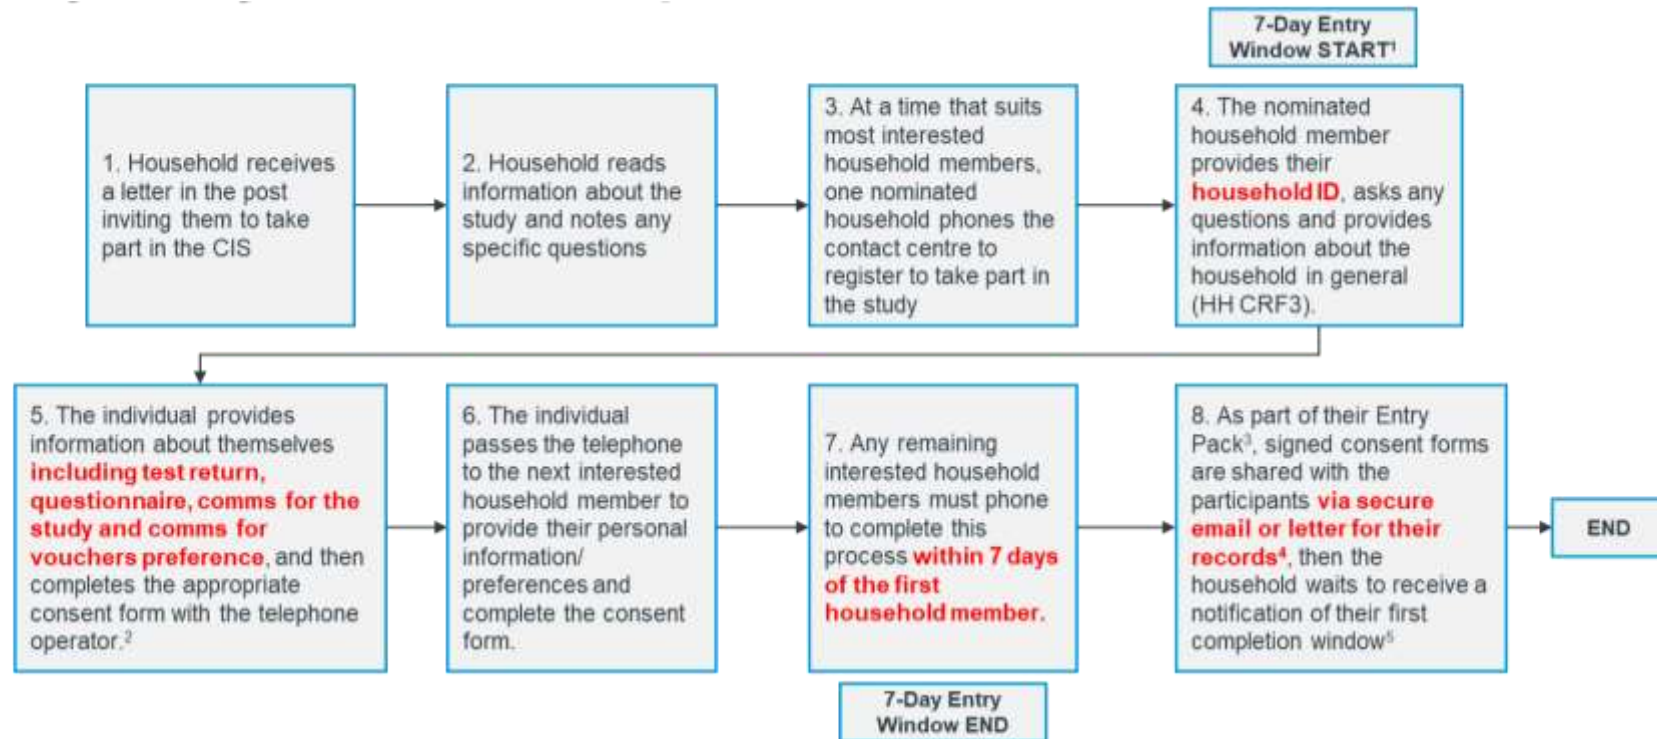 7-Day Entry
Window START¹
1. Household receives
a letter in the post
inviting them to take
part in the CIS
2. Household reads
information about the
study and notes any
specific questions
3. At a time that suits
most interested
household members,
one nominated
household phones the
contact centre to
register to take part in
the study
4. The nominated
household member
provides their
household ID, asks any
questions and provides
information about the
household in general
(HH CRF3).
5. The individual provides
information about themselves
including test return,
questionnaire, comms for the
study and comms for
vouchers preference, and then
completes the appropriate
consent form with the telephone
operator.²
6. The individual
passes the telephone
to the next interested
household member to
provide their personal
information/
preferences and
complete the consent
form.
7. Any remaining
interested household
members must phone
to complete this
process within 7 days
of the first
household member.
8. As part of their Entry
Pack³, signed consent forms
are shared with the
participants via secure
email or letter for their
records⁴, then the
household waits to receive a
notification of their first
completion window⁵
END
7-Day Entry
Window END